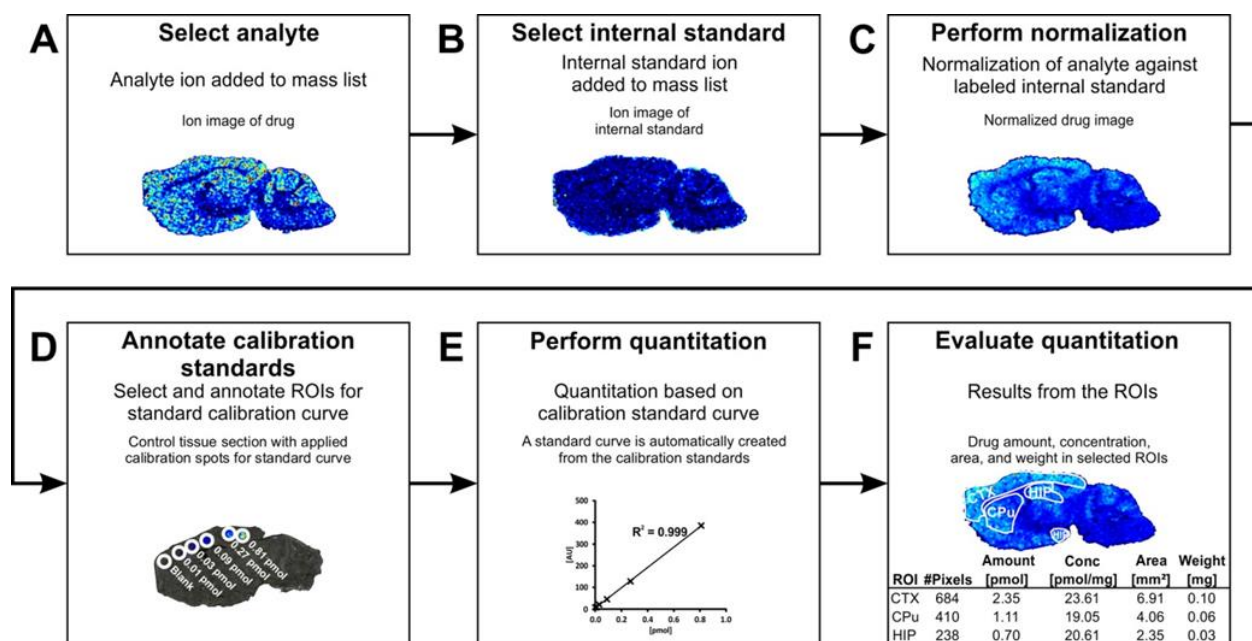 A
Select analyte
Analyte ion added to mass list
Ion image of drug
B
Select internal standard
Internal standard ion
added to mass list
Ion image of
internal standard
C
Perform normalization
Normalization of analyte against
labeled internal standard
Normalized drug image
D
Annotate calibration
standards
Select and annotate ROIs for
standard calibration curve
Control tissue section with applied
calibration spots for standard curve
Blank
0.01 pmol
0.03 pmol
0.09 pmol
0.27 pmol
0.81 pmol
E
Perform quantitation
Quantitation based on
calibration standard curve
A standard curve is automatically created
from the calibration standards
500
400
300
200
100
0
[AU]
R² = 0.999
0.0 0.2 0.4 0.6 0.8 1.0
[pmol]
F
Evaluate quantitation
Results from the ROIs
Drug amount, concentration,
area, and weight in selected ROIs
CTX
CPu
HIP
HIP
Amount Conc Area Weight
ROI #Pixels [pmol] [pmol/mg] [mm²] [mg]
CTX 684 2.35 23.61 6.91 0.10
CPu 410 1.11 19.05 4.06 0.06
HIP 238 0.70 20.61 2.35 0.03